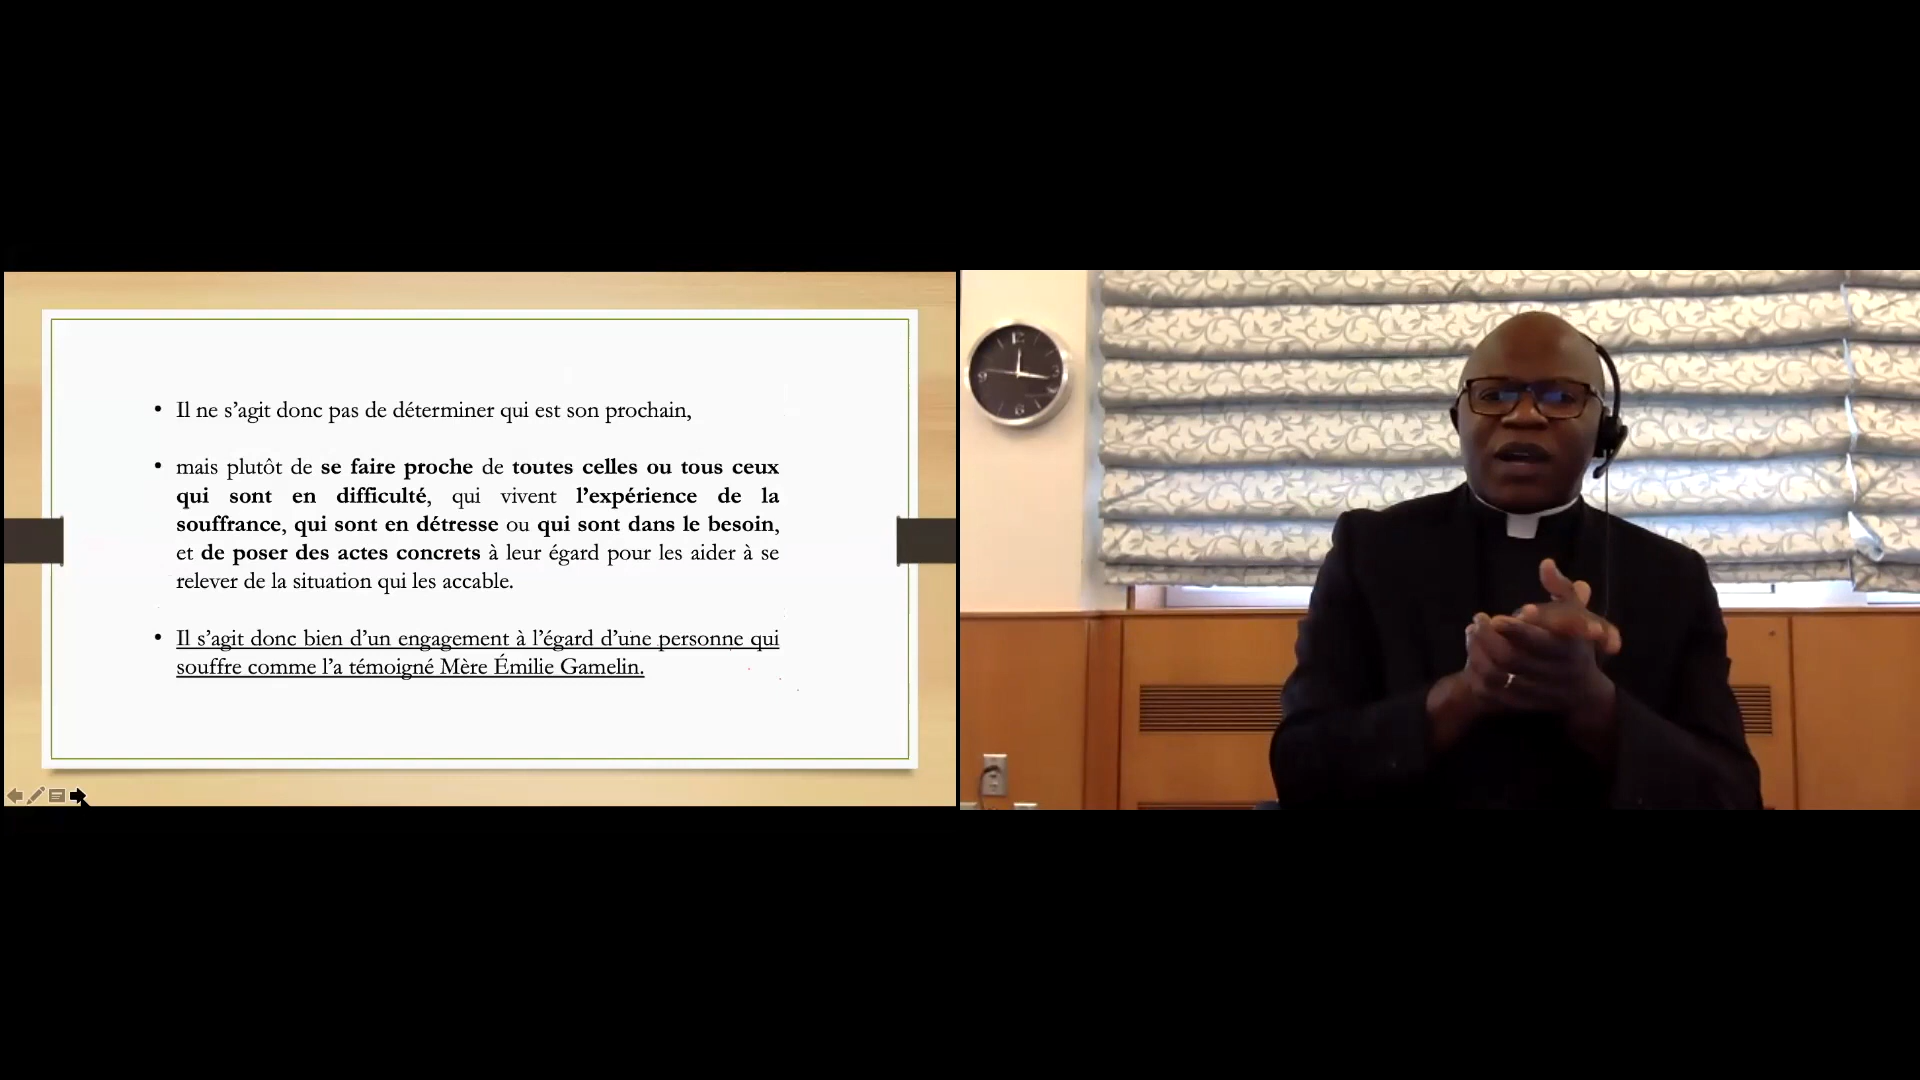 • Il ne s’agit donc pas de déterminer qui est son prochain,
• mais plutôt de se faire proche de toutes celles ou tous ceux
qui sont en difficulté, qui vivent l’expérience de la
souffrance, qui sont en détresse ou qui sont dans le besoin,
et de poser des actes concrets à leur égard pour les aider à se
relever de la situation qui les accable.
• Il s’agit donc bien d’un engagement à l’égard d’une personne qui
souffre comme l’a témoigné Mère Émilie Gamelin.
12
9
3
6